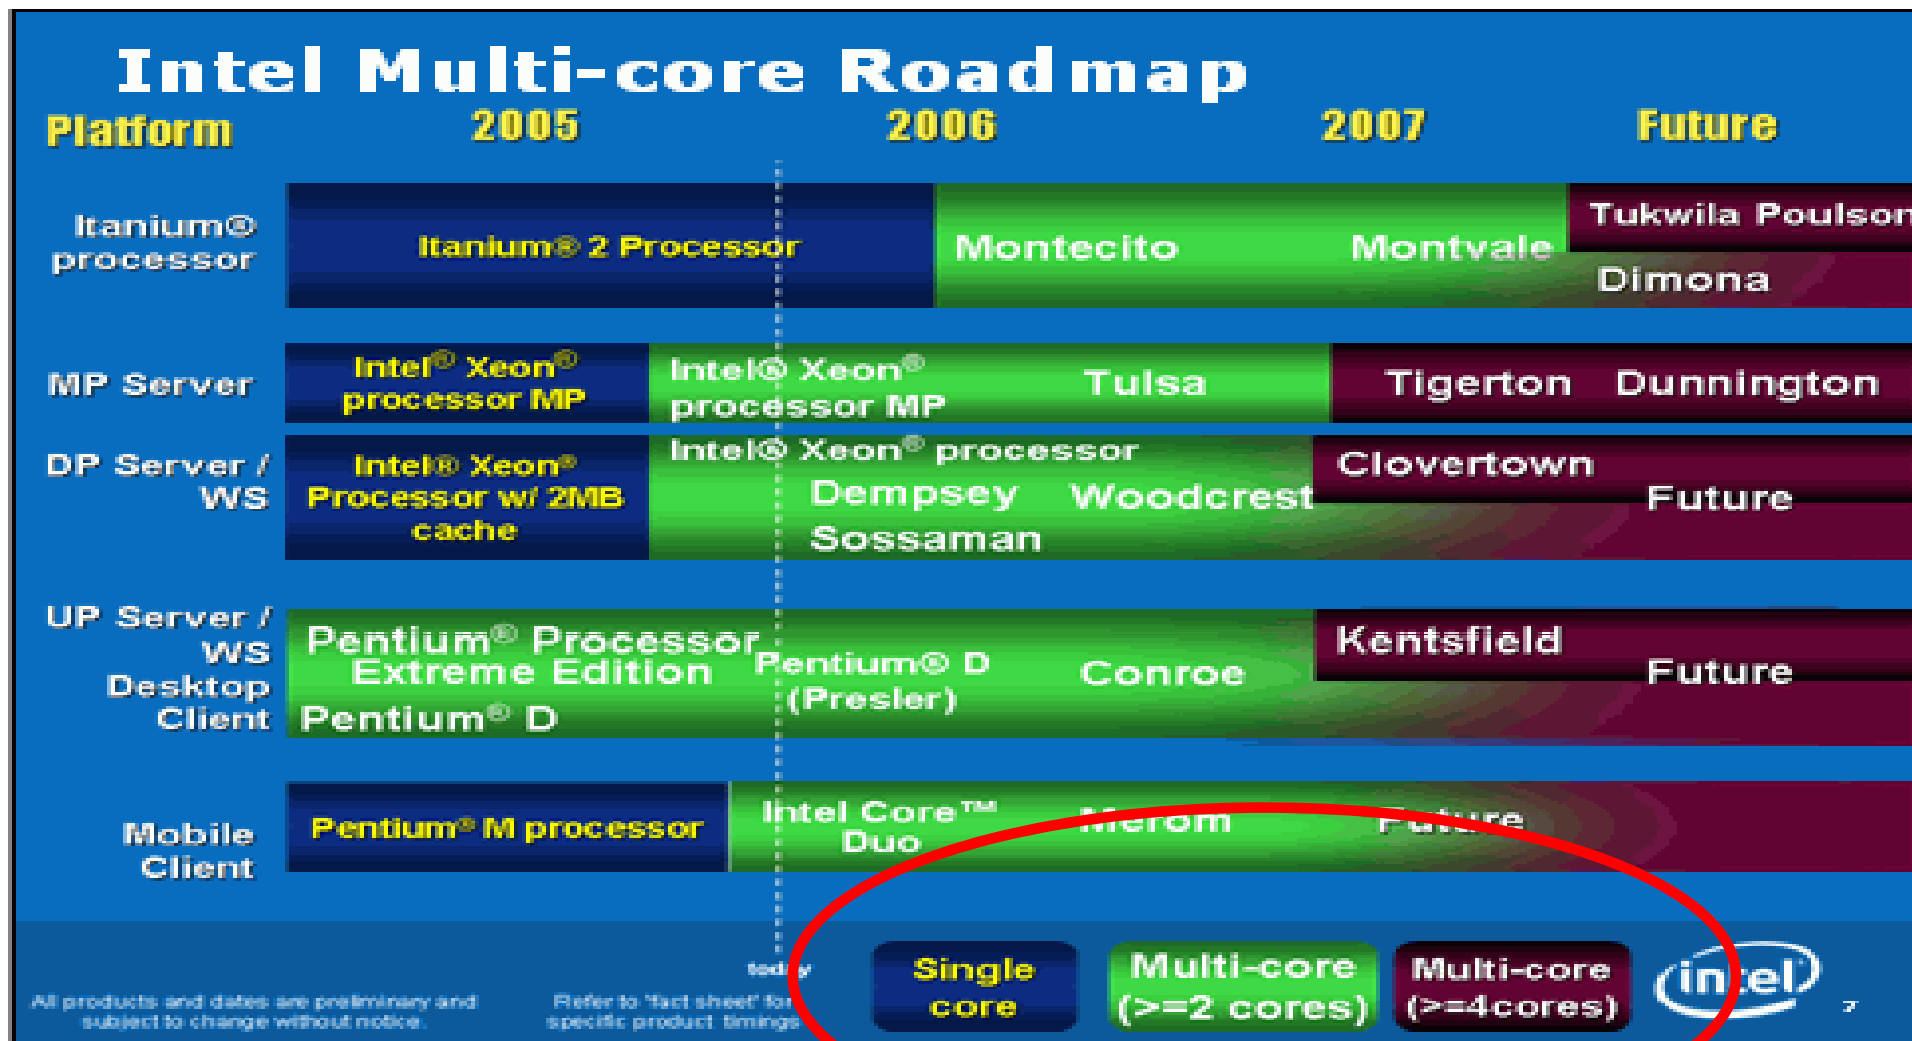 Intel Multi-core Roadmap
Platform 2005 2006 2007 Future
Itanium®
processor
Itanium® 2 Processor
Montecito
Montvale
Tukwila Poulson
Dimona
MP Server
Intel® Xeon®
processor MP
Intel® Xeon®
processor MP
Tulsa
Tigerton
Dunnington
DP Server /
WS
Intel® Xeon®
Processor w/ 2MB
cache
Intel® Xeon® processor
Dempsey
Sossaman
Woodcrest
Clovertown
Future
UP Server /
WS
Desktop
Client
Pentium® Processor
Extreme Edition
Pentium® D
Pentium® D
(Presler)
Conroe
Kentsfield
Future
Mobile
Client
Pentium® M processor
Intel Core™
Duo
Merom
Future
today
Single
core
Multi-core
(>=2 cores)
Multi-core
(>=4cores)
intel
7
All products and dates are preliminary and
subject to change without notice.
Refer to 'fact sheet' for
specific product timings